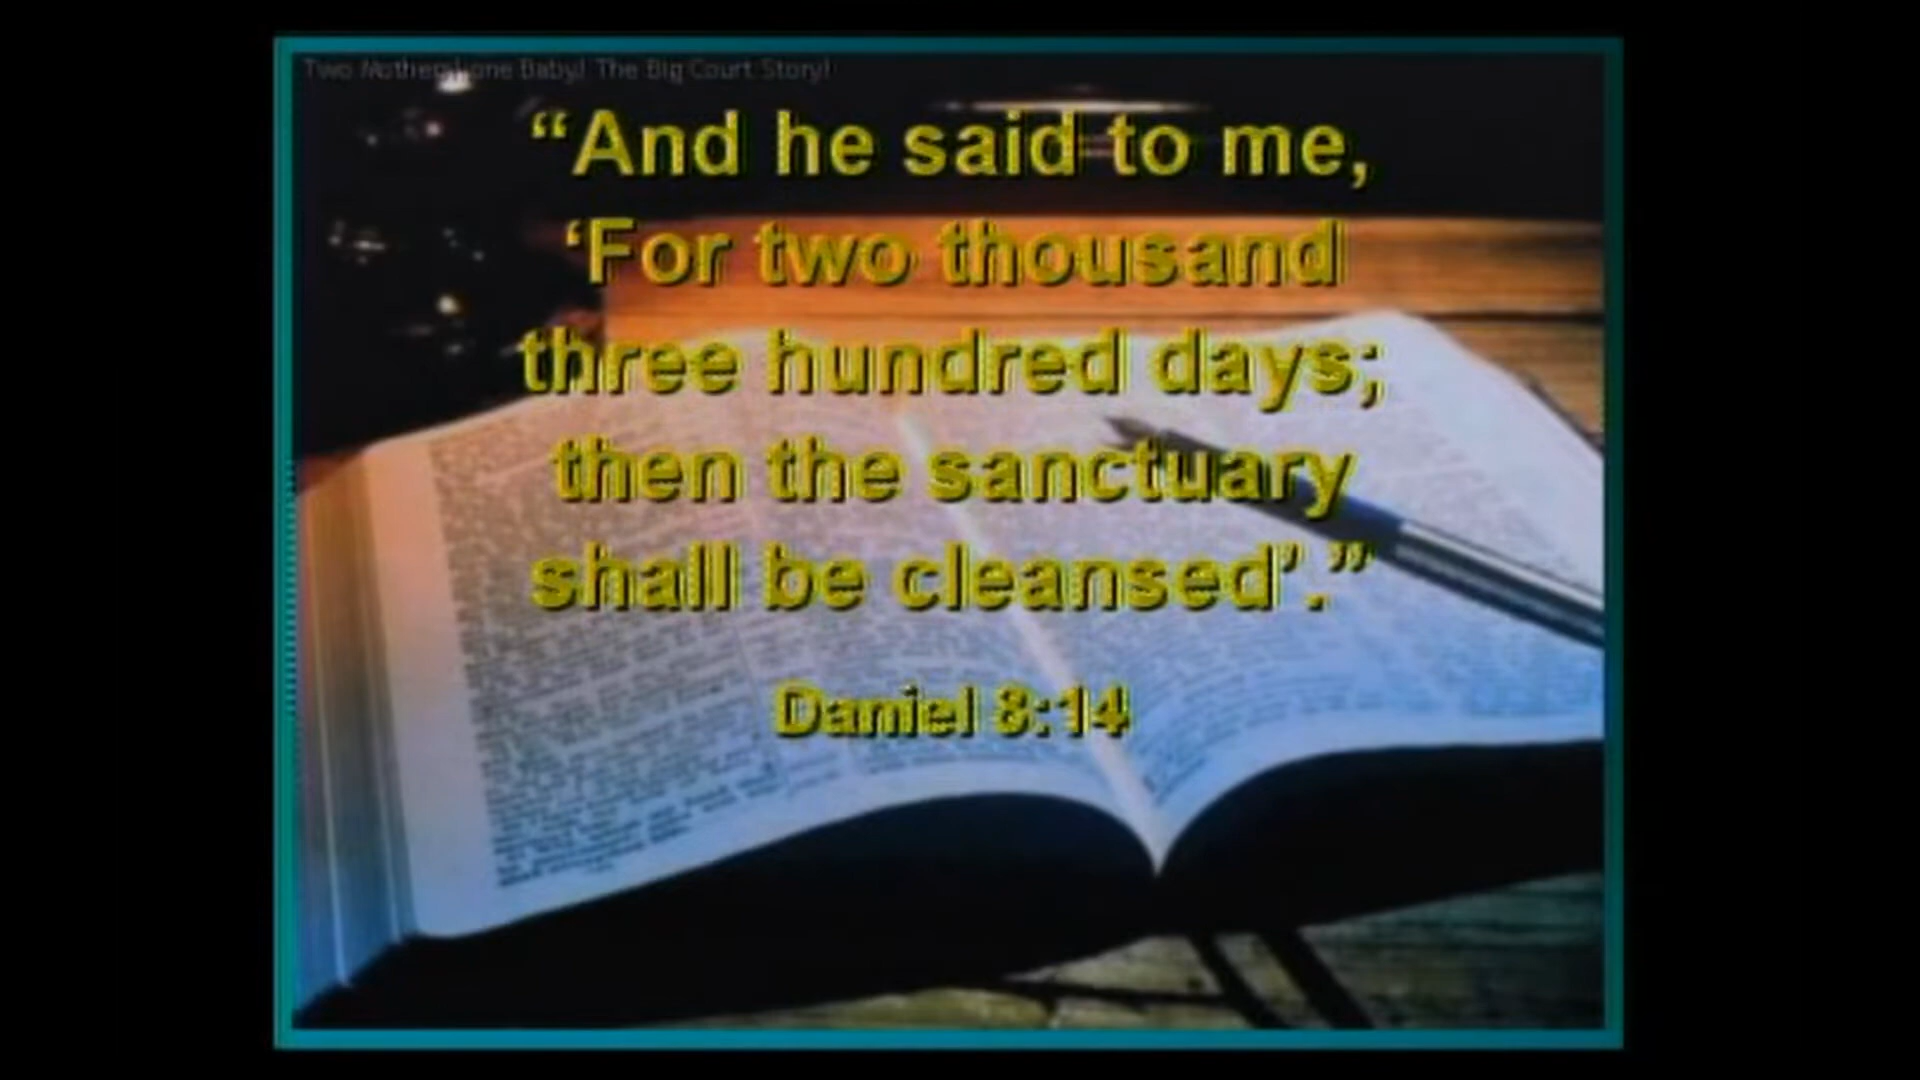 Two Mothers! one Baby! The Big Court Story!
“And he said to me,
‘For two thousand
three hundred days;
then the sanctuary
shall be cleansed’.”
Daniel 8:14